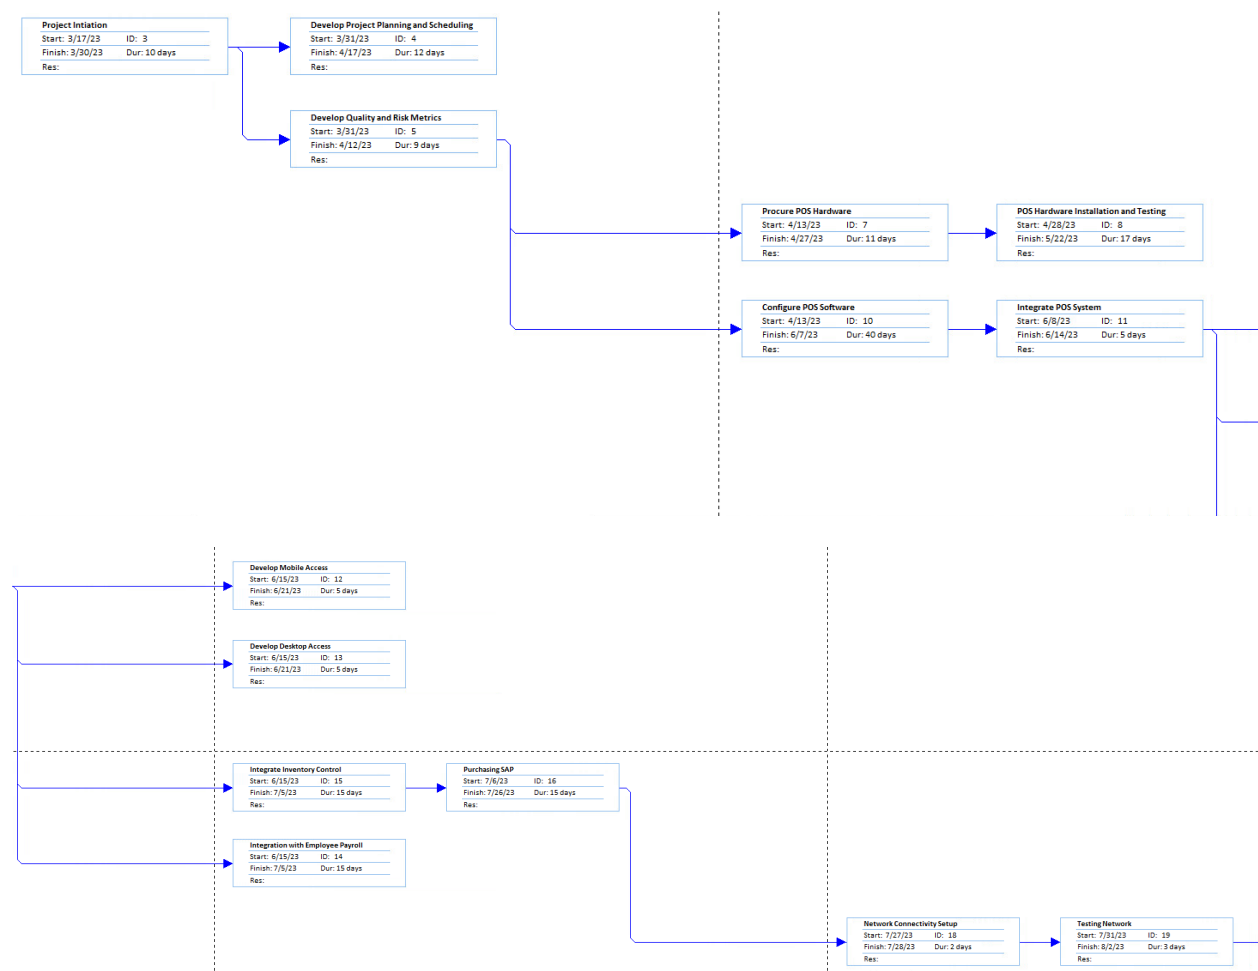 Project Intiation
Start: 3/17/23 ID: 3
Finish: 3/30/23 Dur: 10 days
Res:
Develop Project Planning and Scheduling
Start: 3/31/23 ID: 4
Finish: 4/17/23 Dur: 12 days
Res:
Develop Quality and Risk Metrics
Start: 3/31/23 ID: 5
Finish: 4/12/23 Dur: 9 days
Res:
Procure POS Hardware
Start: 4/13/23 ID: 7
Finish: 4/27/23 Dur: 11 days
Res:
POS Hardware Installation and Testing
Start: 4/28/23 ID: 8
Finish: 5/22/23 Dur: 17 days
Res:
Configure POS Software
Start: 4/13/23 ID: 10
Finish: 6/7/23 Dur: 40 days
Res:
Integrate POS System
Start: 6/8/23 ID: 11
Finish: 6/14/23 Dur: 5 days
Res:
Develop Mobile Access
Start: 6/15/23 ID: 12
Finish: 6/21/23 Dur: 5 days
Res:
Develop Desktop Access
Start: 6/15/23 ID: 13
Finish: 6/21/23 Dur: 5 days
Res:
Integrate Inventory Control
Start: 6/15/23 ID: 15
Finish: 7/5/23 Dur: 15 days
Res:
Purchasing SAP
Start: 7/6/23 ID: 16
Finish: 7/26/23 Dur: 15 days
Res:
Integration with Employee Payroll
Start: 6/15/23 ID: 14
Finish: 7/5/23 Dur: 15 days
Res:
Network Connectivity Setup
Start: 7/27/23 ID: 18
Finish: 7/28/23 Dur: 2 days
Res:
Testing Network
Start: 7/31/23 ID: 19
Finish: 8/2/23 Dur: 3 days
Res: